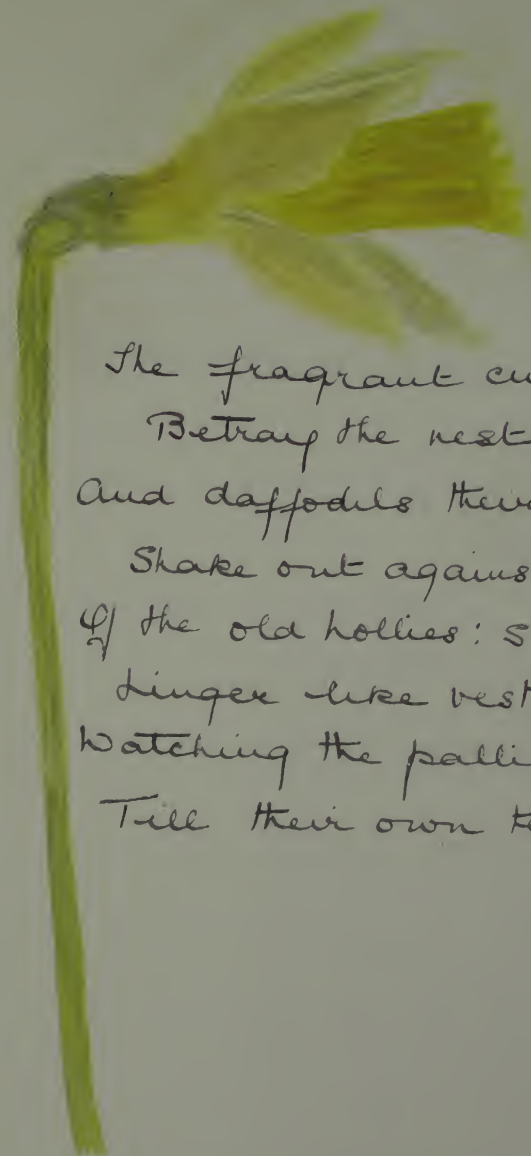 The fragrant cu
Betray the nest
And daffodils their
Shake out agains
Of the old hollies: s
Linger like vest
Watching the palli
Till their own te